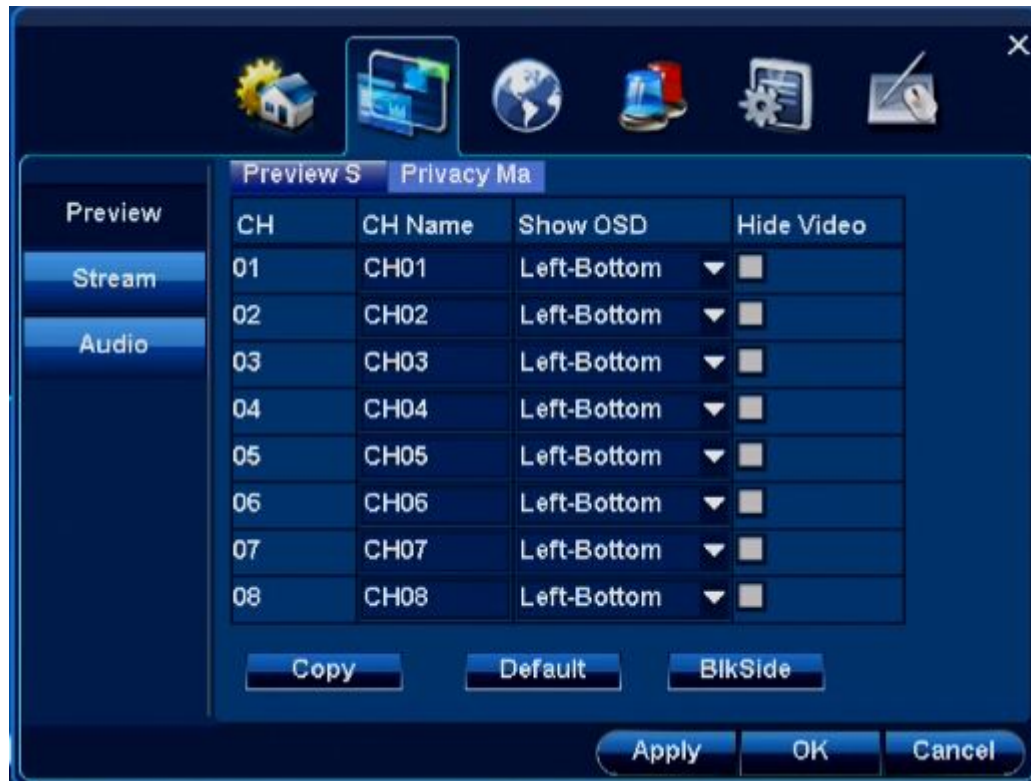 Preview S Privacy Ma
Preview
Stream
Audio
CH CH Name Show OSD Hide Video
01 CH01 Left-Bottom
02 CH02 Left-Bottom
03 CH03 Left-Bottom
04 CH04 Left-Bottom
05 CH05 Left-Bottom
06 CH06 Left-Bottom
07 CH07 Left-Bottom
08 CH08 Left-Bottom
Copy Default BlkSide
Apply OK Cancel